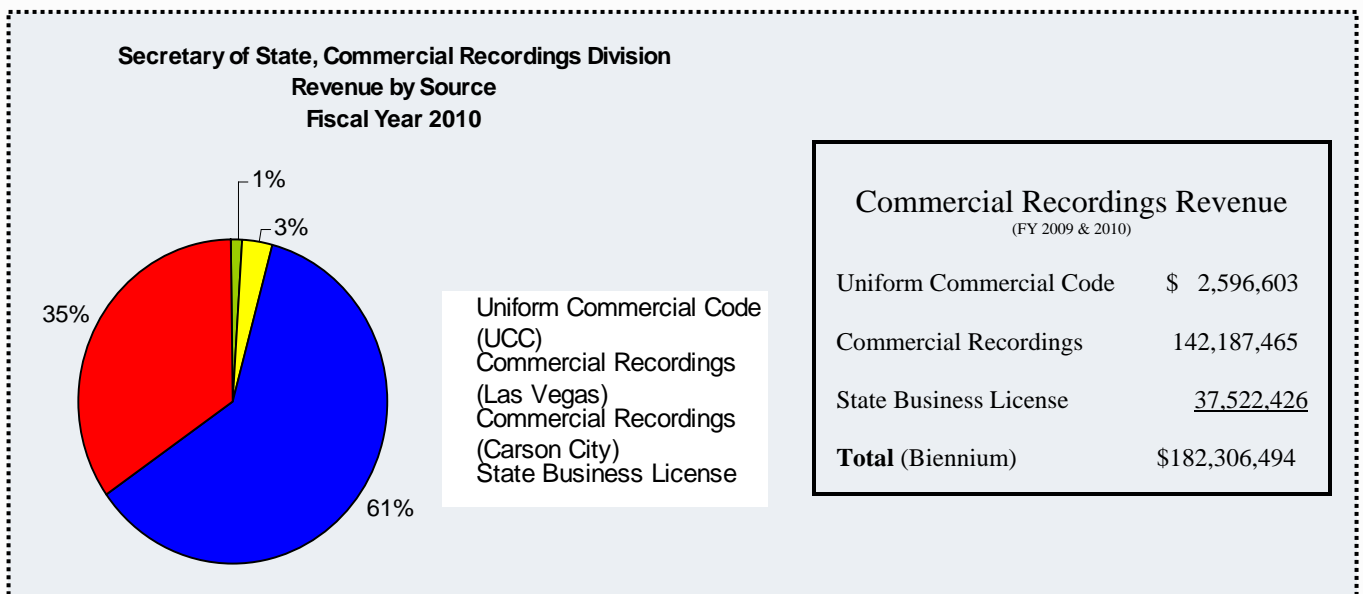 Secretary of State, Commercial Recordings Division
Revenue by Source
Fiscal Year 2010
1%
3%
35%
61%
Uniform Commercial Code
(UCC)
Commercial Recordings
(Las Vegas)
Commercial Recordings
(Carson City)
State Business License
Commercial Recordings Revenue
(FY 2009 & 2010)
Uniform Commercial Code $ 2,596,603
Commercial Recordings 142,187,465
State Business License 37,522,426
Total (Biennium) $182,306,494